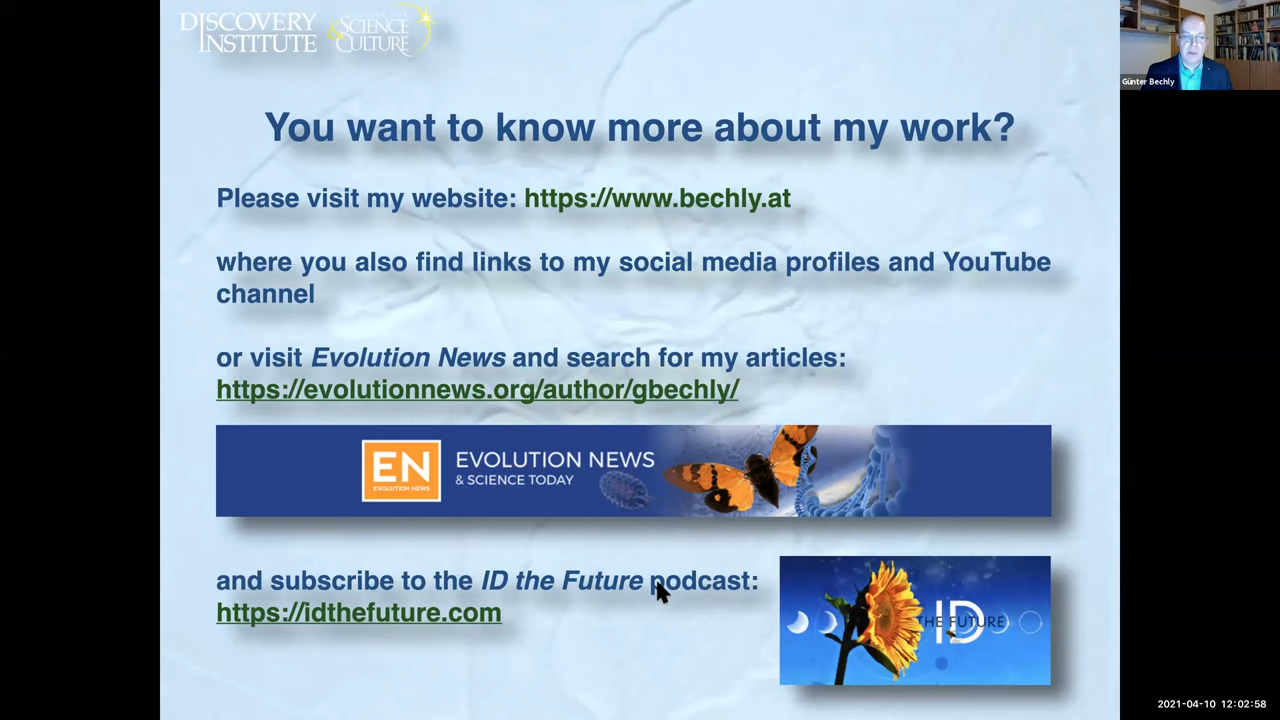 DISCOVERY
INSTITUTE
SCIENCE
& CULTURE
Günter Bechly
You want to know more about my work?
Please visit my website: https://www.bechly.at
where you also find links to my social media profiles and YouTube
channel
or visit Evolution News and search for my articles:
https://evolutionnews.org/author/gbechly/
EN
EVOLUTION NEWS
EVOLUTION NEWS
& SCIENCE TODAY
and subscribe to the ID the Future podcast:
https://idthefuture.com
ID
THE FUTURE
2021-04-10 12:02:58